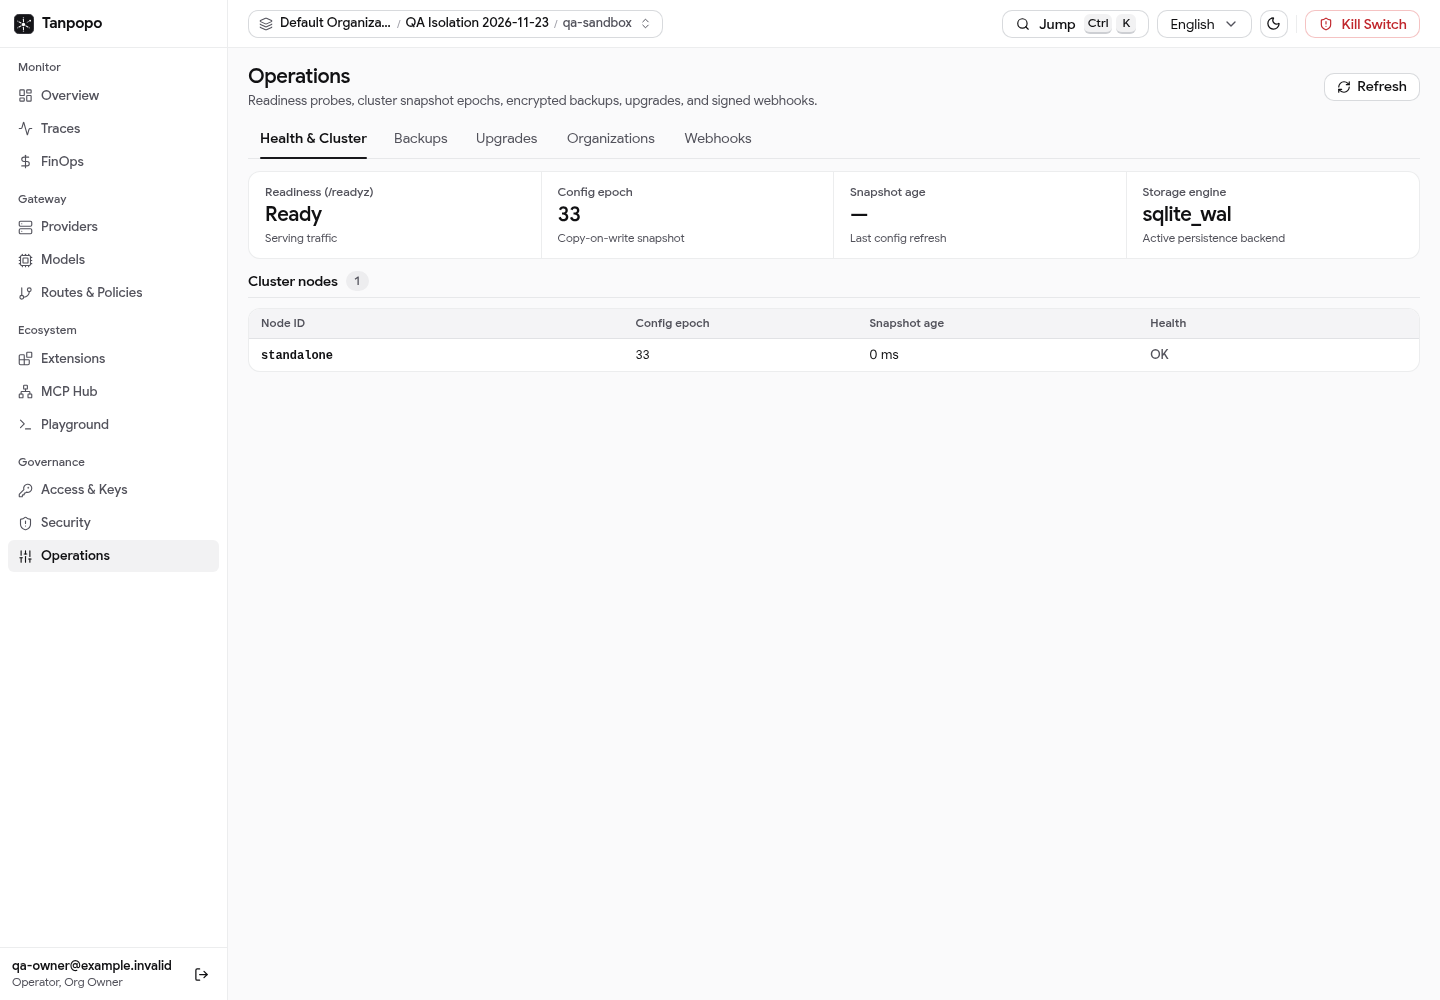 Tanpopo
Default Organiza... / QA Isolation 2026-11-23 / qa-sandbox
Jump Ctrl K
English
Kill Switch
Monitor
Overview
Traces
FinOps
Gateway
Providers
Models
Routes & Policies
Ecosystem
Extensions
MCP Hub
Playground
Governance
Access & Keys
Security
Operations
qa-owner@example.invalid
Operator, Org Owner
Operations
Readiness probes, cluster snapshot epochs, encrypted backups, upgrades, and signed webhooks.
Refresh
Health & Cluster Backups Upgrades Organizations Webhooks
Readiness (/readyz)
Ready
Serving traffic
Config epoch
33
Copy-on-write snapshot
Snapshot age
—
Last config refresh
Storage engine
sqlite_wal
Active persistence backend
Cluster nodes 1
Node ID Config epoch Snapshot age Health
standalone 33 0 ms OK